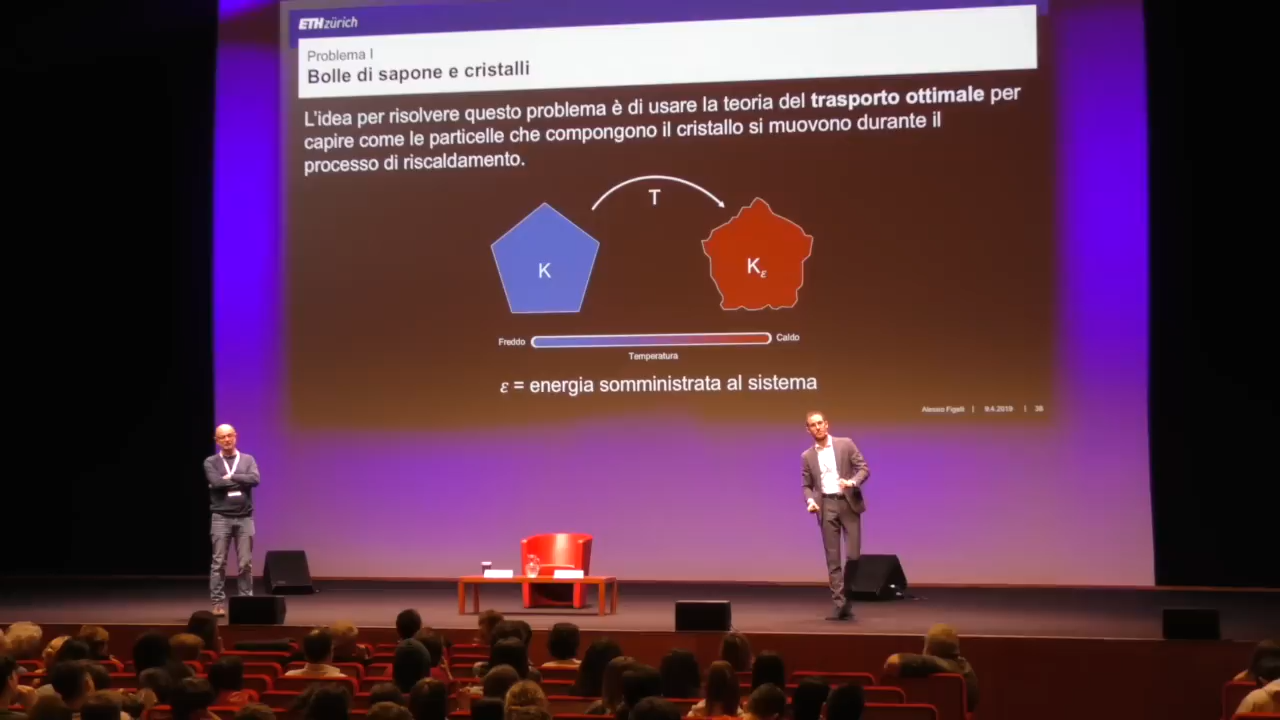 ETH zürich
Problema I
Bolle di sapone e cristalli
L'idea per risolvere questo problema è di usare la teoria del trasporto ottimale per
capire come le particelle che compongono il cristallo si muovono durante il
processo di riscaldamento.
T
K
Kε
Freddo
Caldo
Temperatura
ε = energia somministrata al sistema
Alessio Figalli | 9.4.2019 | 38